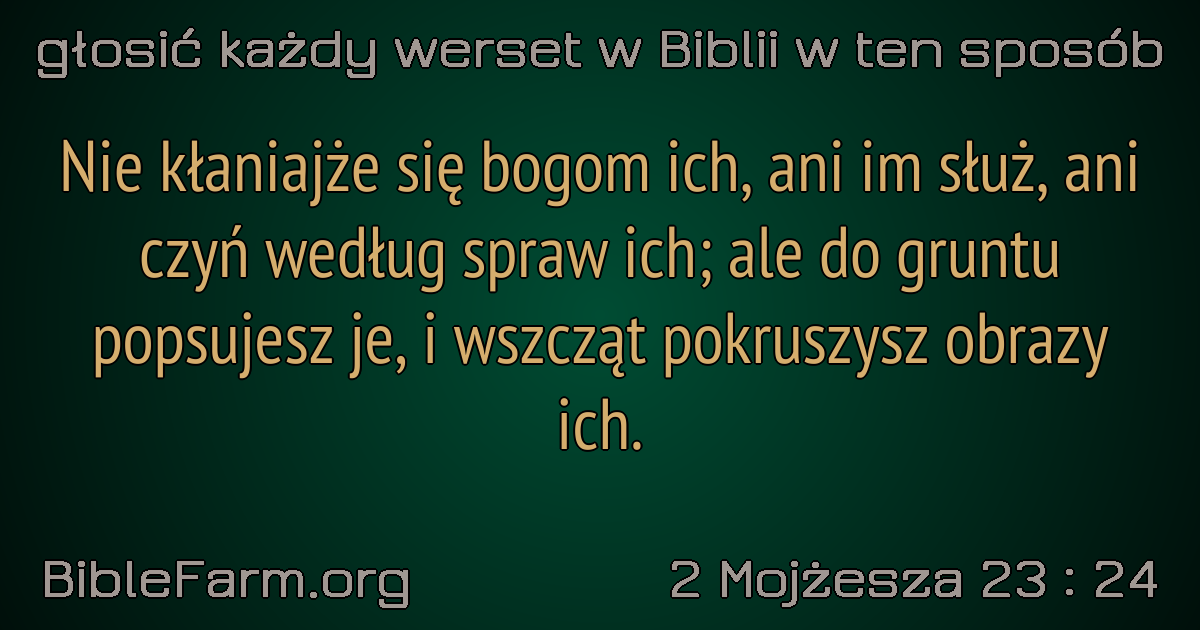 głosić każdy werset w Biblii w ten sposób
Nie kłaniajże się bogom ich, ani im służ, ani
czyń według spraw ich; ale do gruntu
popsujesz je, i wszcząt pokruszysz obrazy
ich.
BibleFarm.org
2 Mojżesza 23 : 24